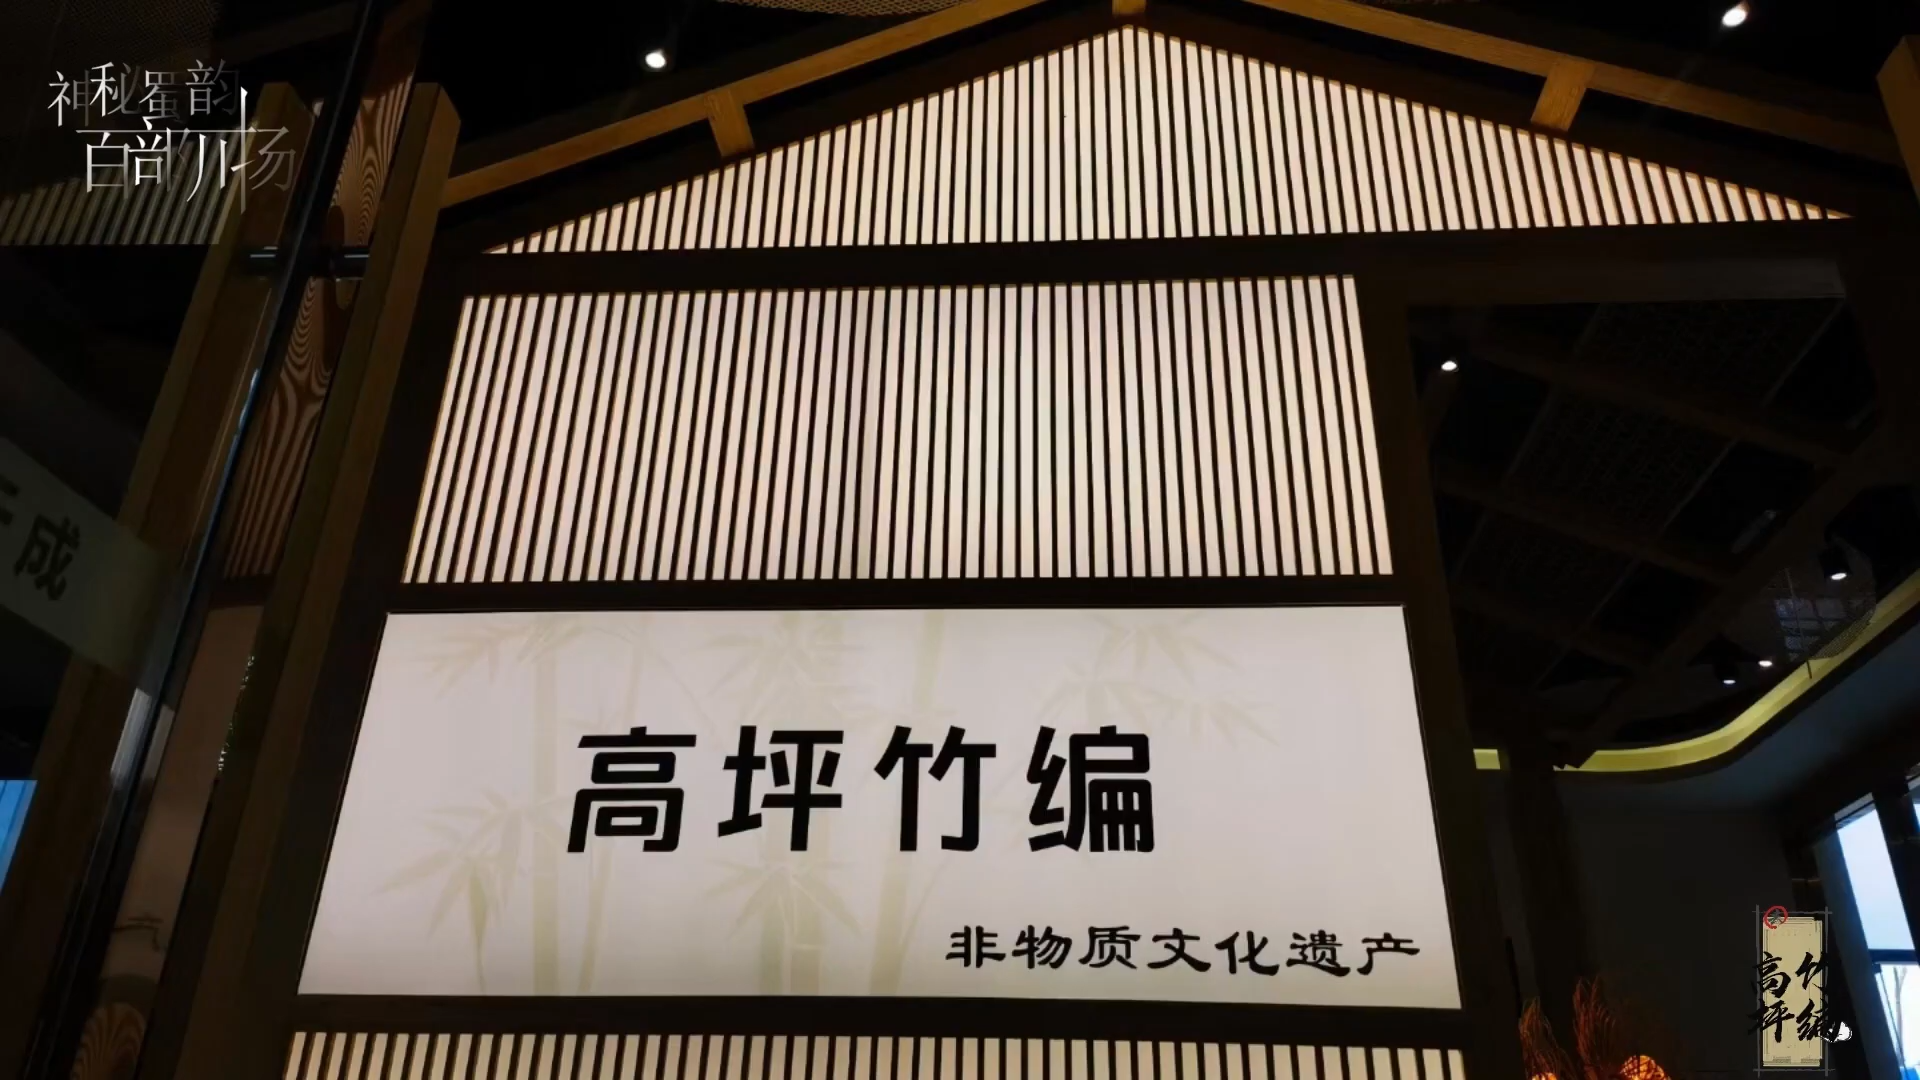 神秘蜀韵
百部川扬
成
高坪竹编
非物质文化遗产
高坪
竹编